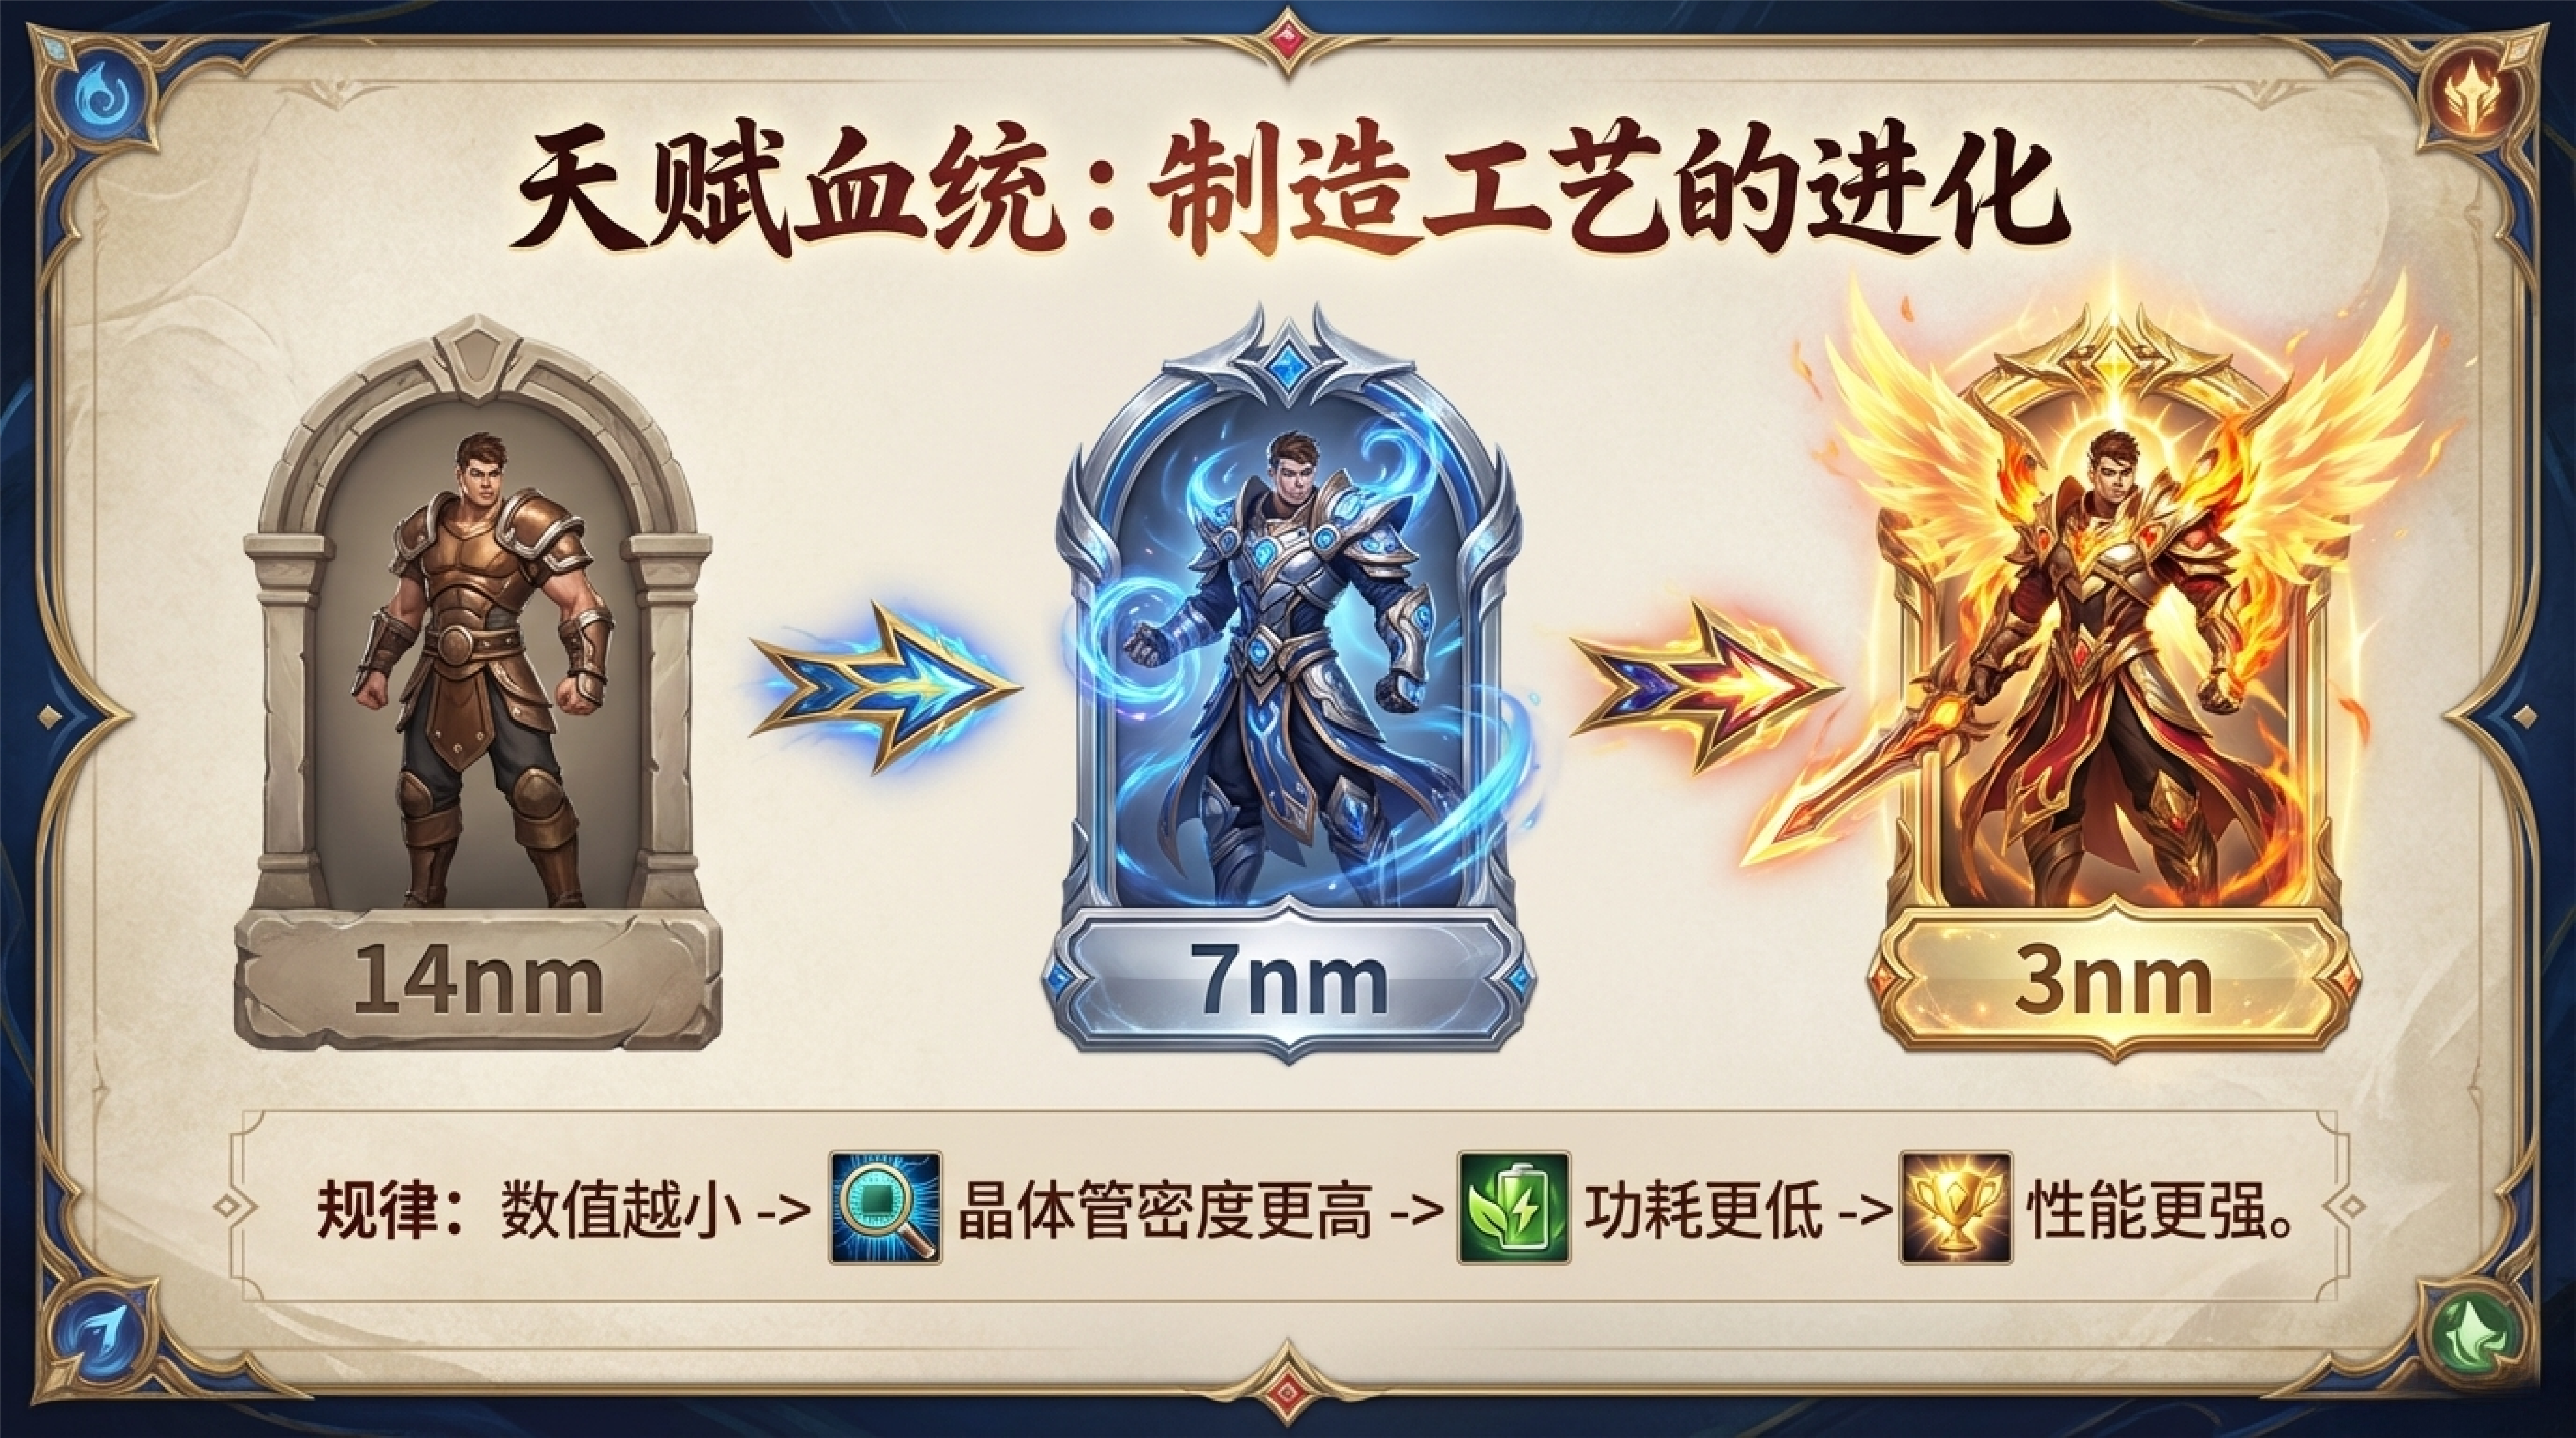 天赋血统：制造工艺的进化
14nm
7nm
3nm
规律：数值越小 -> 晶体管密度更高 -> 功耗更低 -> 性能更强。